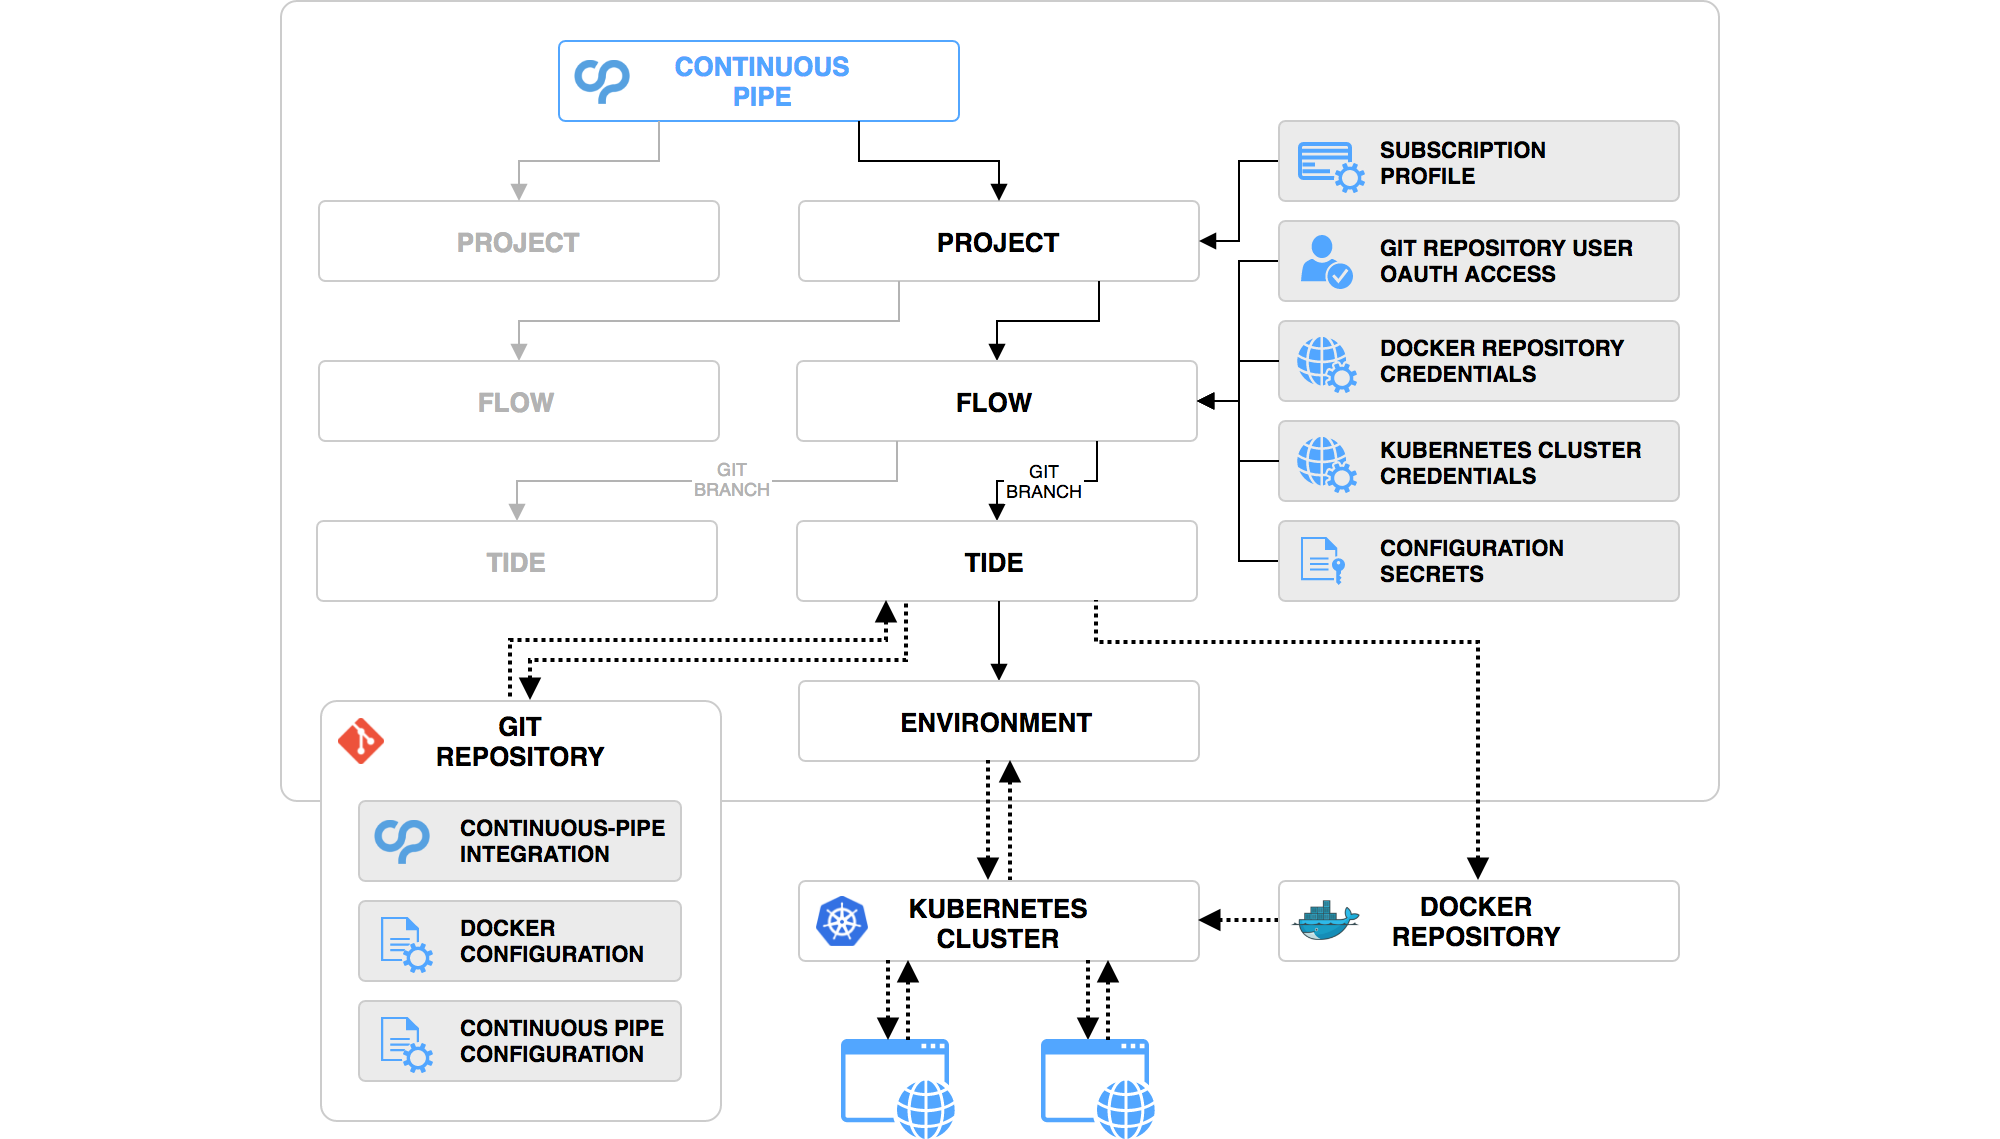 CONTINUOUS
PIPE
SUBSCRIPTION
PROFILE
PROJECT
PROJECT
GIT REPOSITORY USER
OAUTH ACCESS
DOCKER REPOSITORY
CREDENTIALS
FLOW
FLOW
KUBERNETES CLUSTER
CREDENTIALS
GIT
BRANCH
GIT
BRANCH
TIDE
TIDE
CONFIGURATION
SECRETS
GIT
REPOSITORY
ENVIRONMENT
CONTINUOUS-PIPE
INTEGRATION
DOCKER
CONFIGURATION
CONTINUOUS PIPE
CONFIGURATION
KUBERNETES
CLUSTER
DOCKER
REPOSITORY